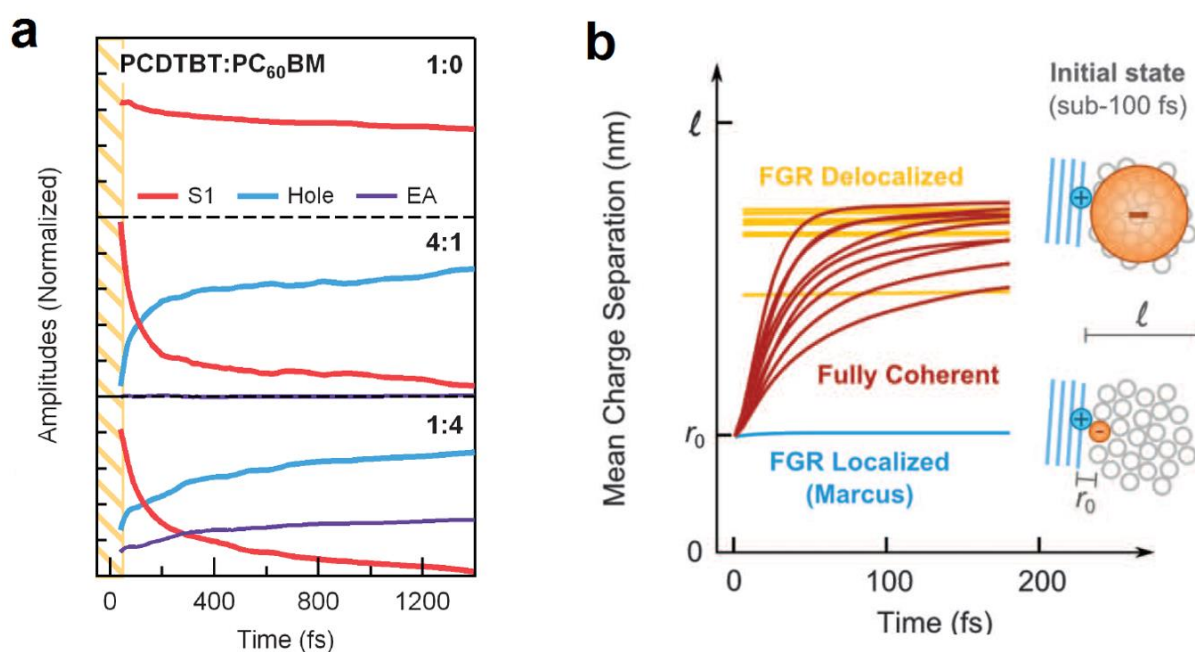 a
PCDTBT:PC₆₀BM 1:0
S1 Hole EA
4:1
1:4
Amplitudes (Normalized)
0 400 800 1200
Time (fs)
b
Initial state
(sub-100 fs)
ℓ
FGR Delocalized
+
-
ℓ
Fully Coherent
r₀
FGR Localized
(Marcus)
+
-
r₀
0
Mean Charge Separation (nm)
0 100 200
Time (fs)